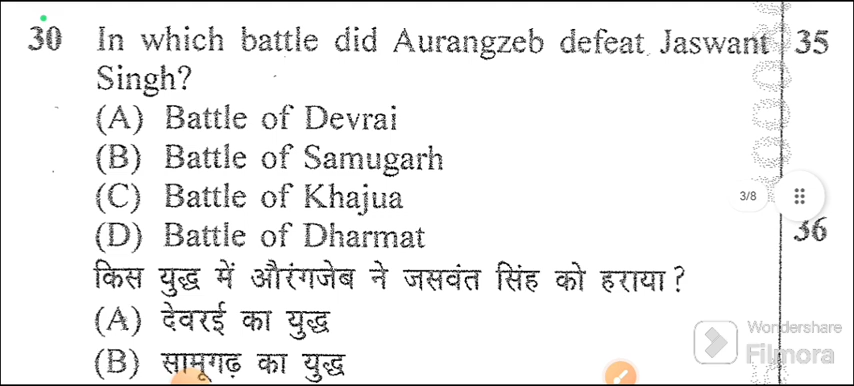 30 In which battle did Aurangzeb defeat Jaswant 35
Singh?
(A) Battle of Devrai
(B) Battle of Samugarh
(C) Battle of Khajua
3/8
(D) Battle of Dharmat 36
किस युद्ध में औरंगजेब ने जसवंत सिंह को हराया?
(A) देवरई का युद्ध
(B) सामूगढ़ का युद्ध
Wondershare
Filmora